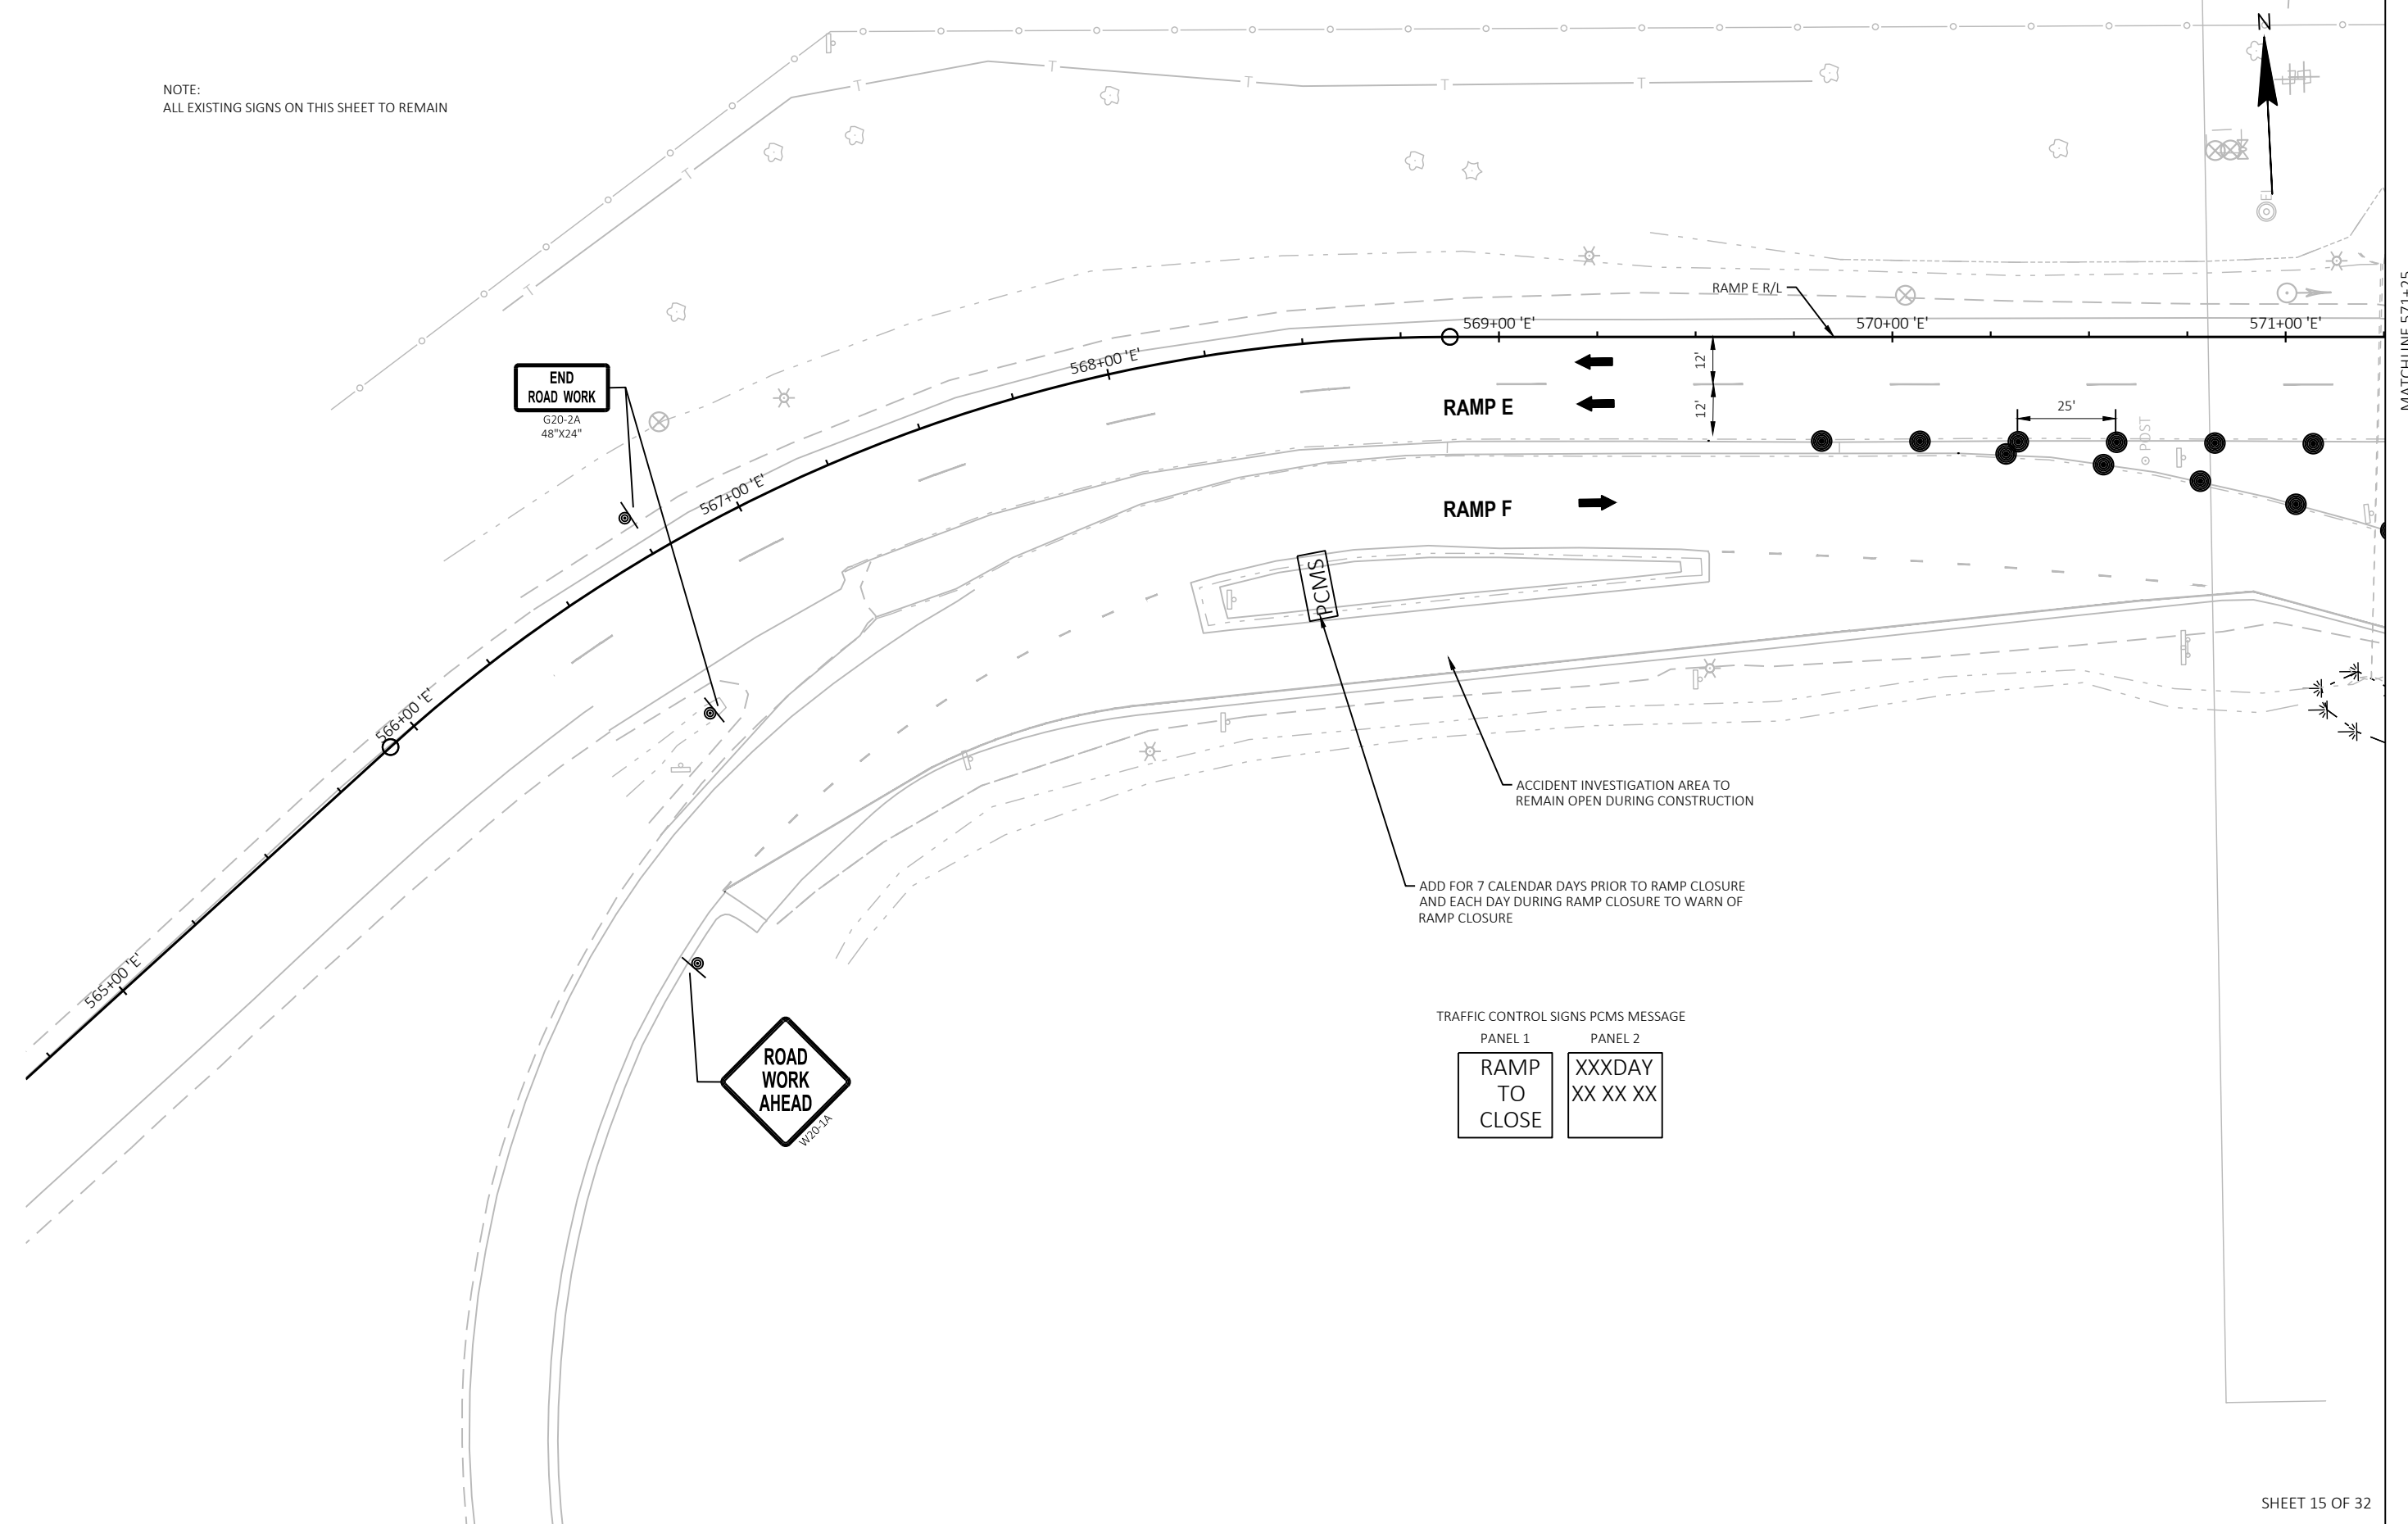 N
NOTE:
ALL EXISTING SIGNS ON THIS SHEET TO REMAIN
T
T
T
T
T
T
T
E
MATCHLINE 571+25
RAMP E R/L
569+00 'E'
570+00 'E'
571+00 'E'
568+00 'E'
567+00 'E'
566+00 'E'
565+00 'E'
12'
12'
25'
POST
RAMP E
RAMP F
END
ROAD WORK
G20-2A
48"X24"
PCMS
ACCIDENT INVESTIGATION AREA TO
REMAIN OPEN DURING CONSTRUCTION
ADD FOR 7 CALENDAR DAYS PRIOR TO RAMP CLOSURE
AND EACH DAY DURING RAMP CLOSURE TO WARN OF
RAMP CLOSURE
ROAD
WORK
AHEAD
W20-1A
TRAFFIC CONTROL SIGNS PCMS MESSAGE
PANEL 1
PANEL 2
RAMP
TO
CLOSE
XXXDAY
XX XX XX
SHEET 15 OF 32